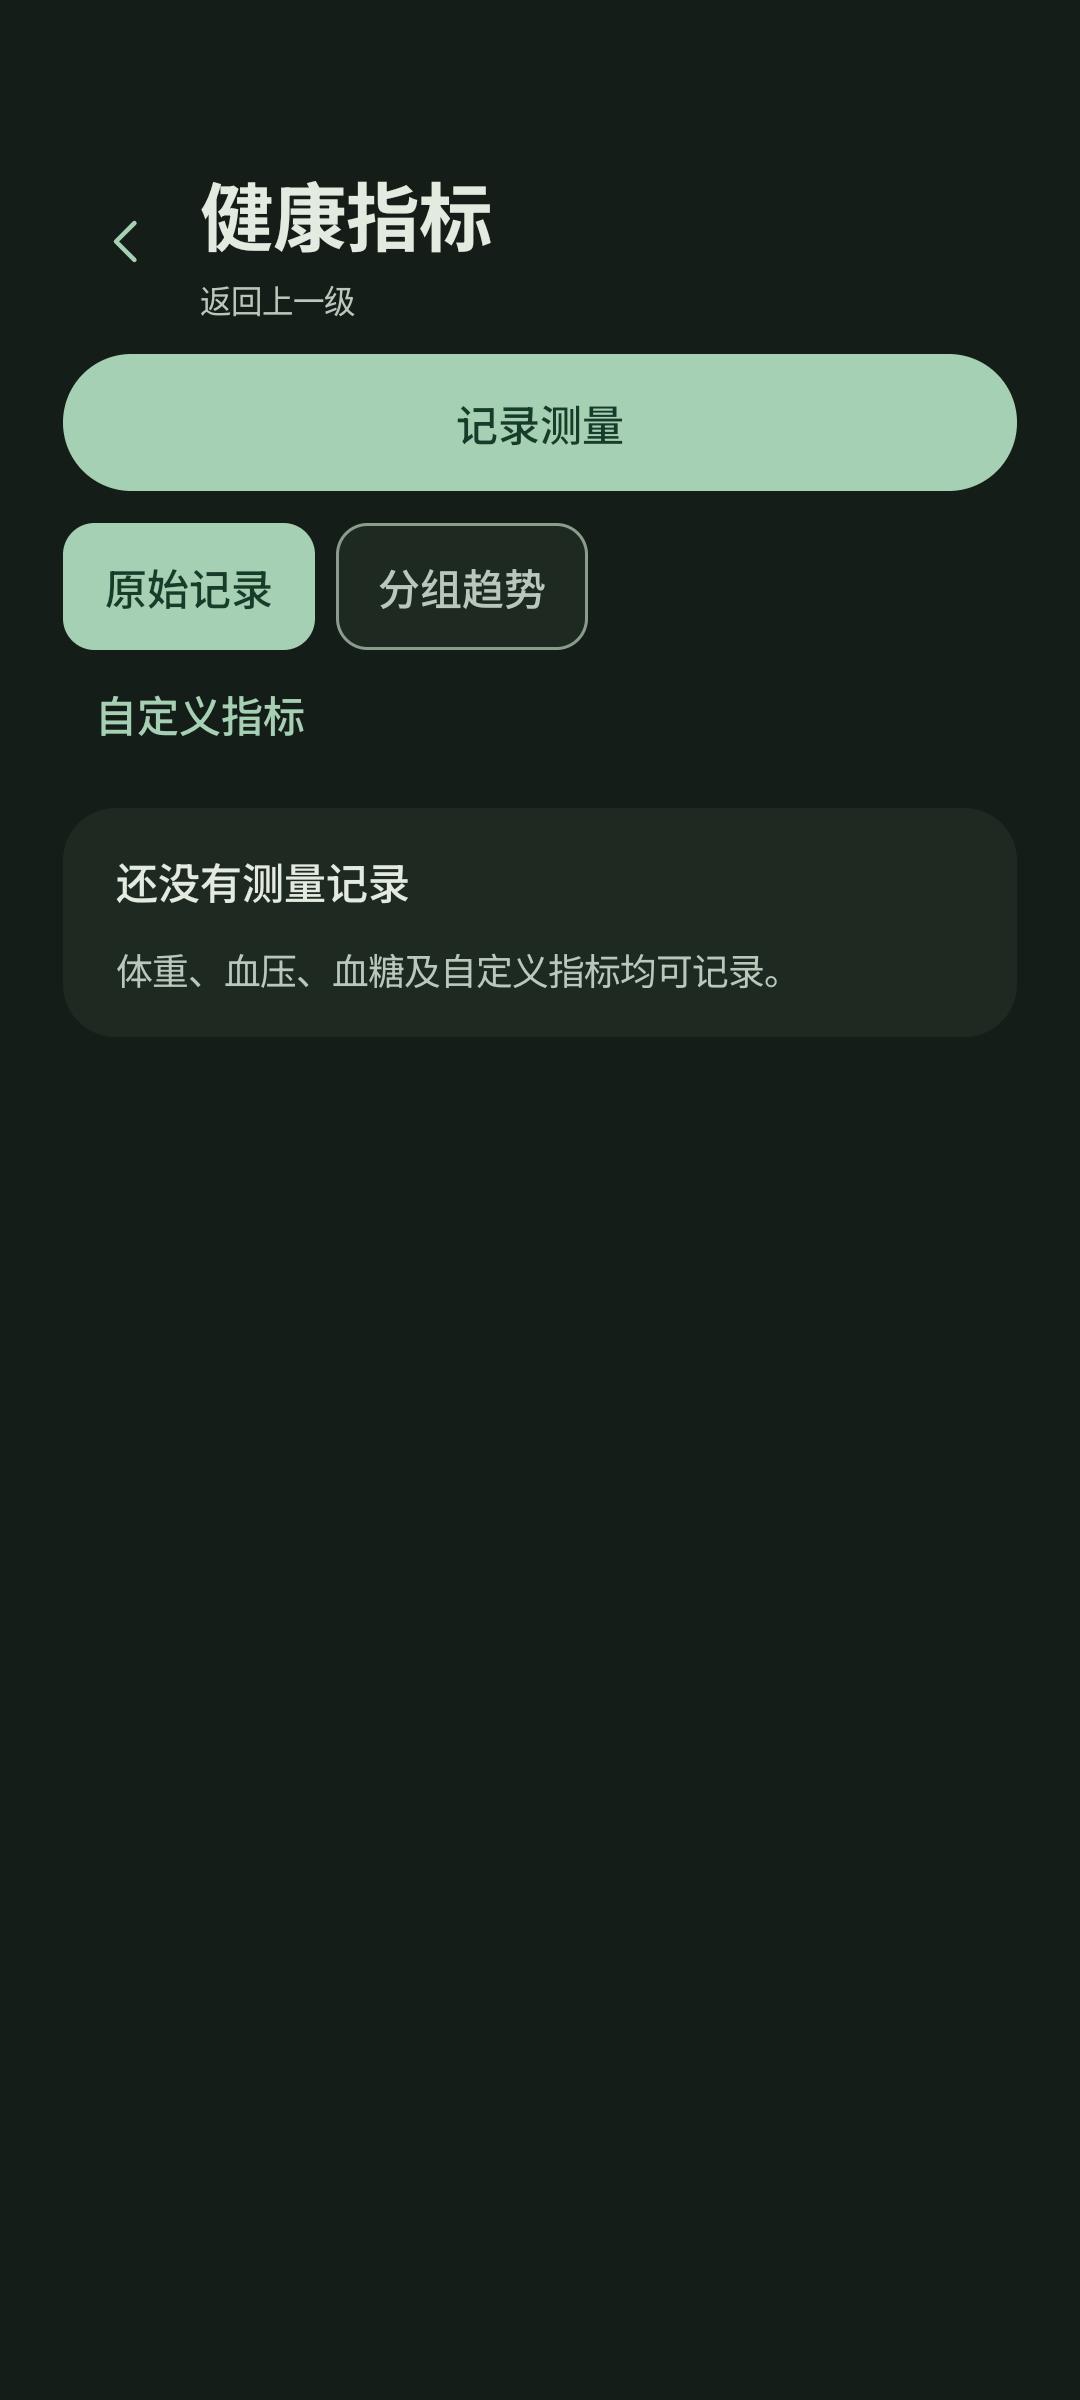 健康指标
返回上一级
记录测量
原始记录
分组趋势
自定义指标
还没有测量记录
体重、血压、血糖及自定义指标均可记录。